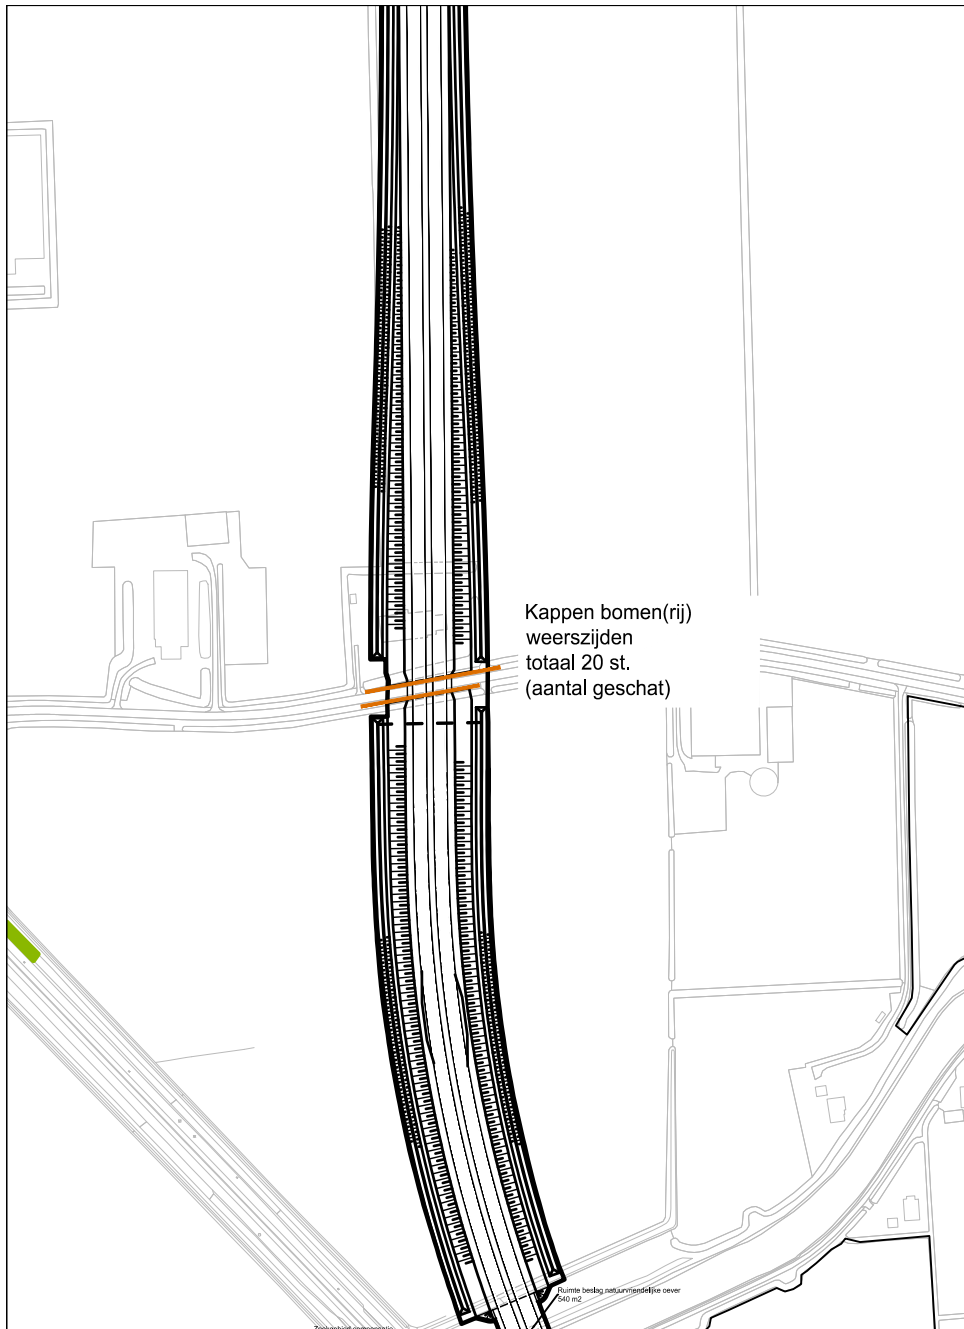 Kappen bomen(rij)
weerszijden
totaal 20 st.
(aantal geschat)
Ruimte beslag natuurvriendelijke oever
540 m2